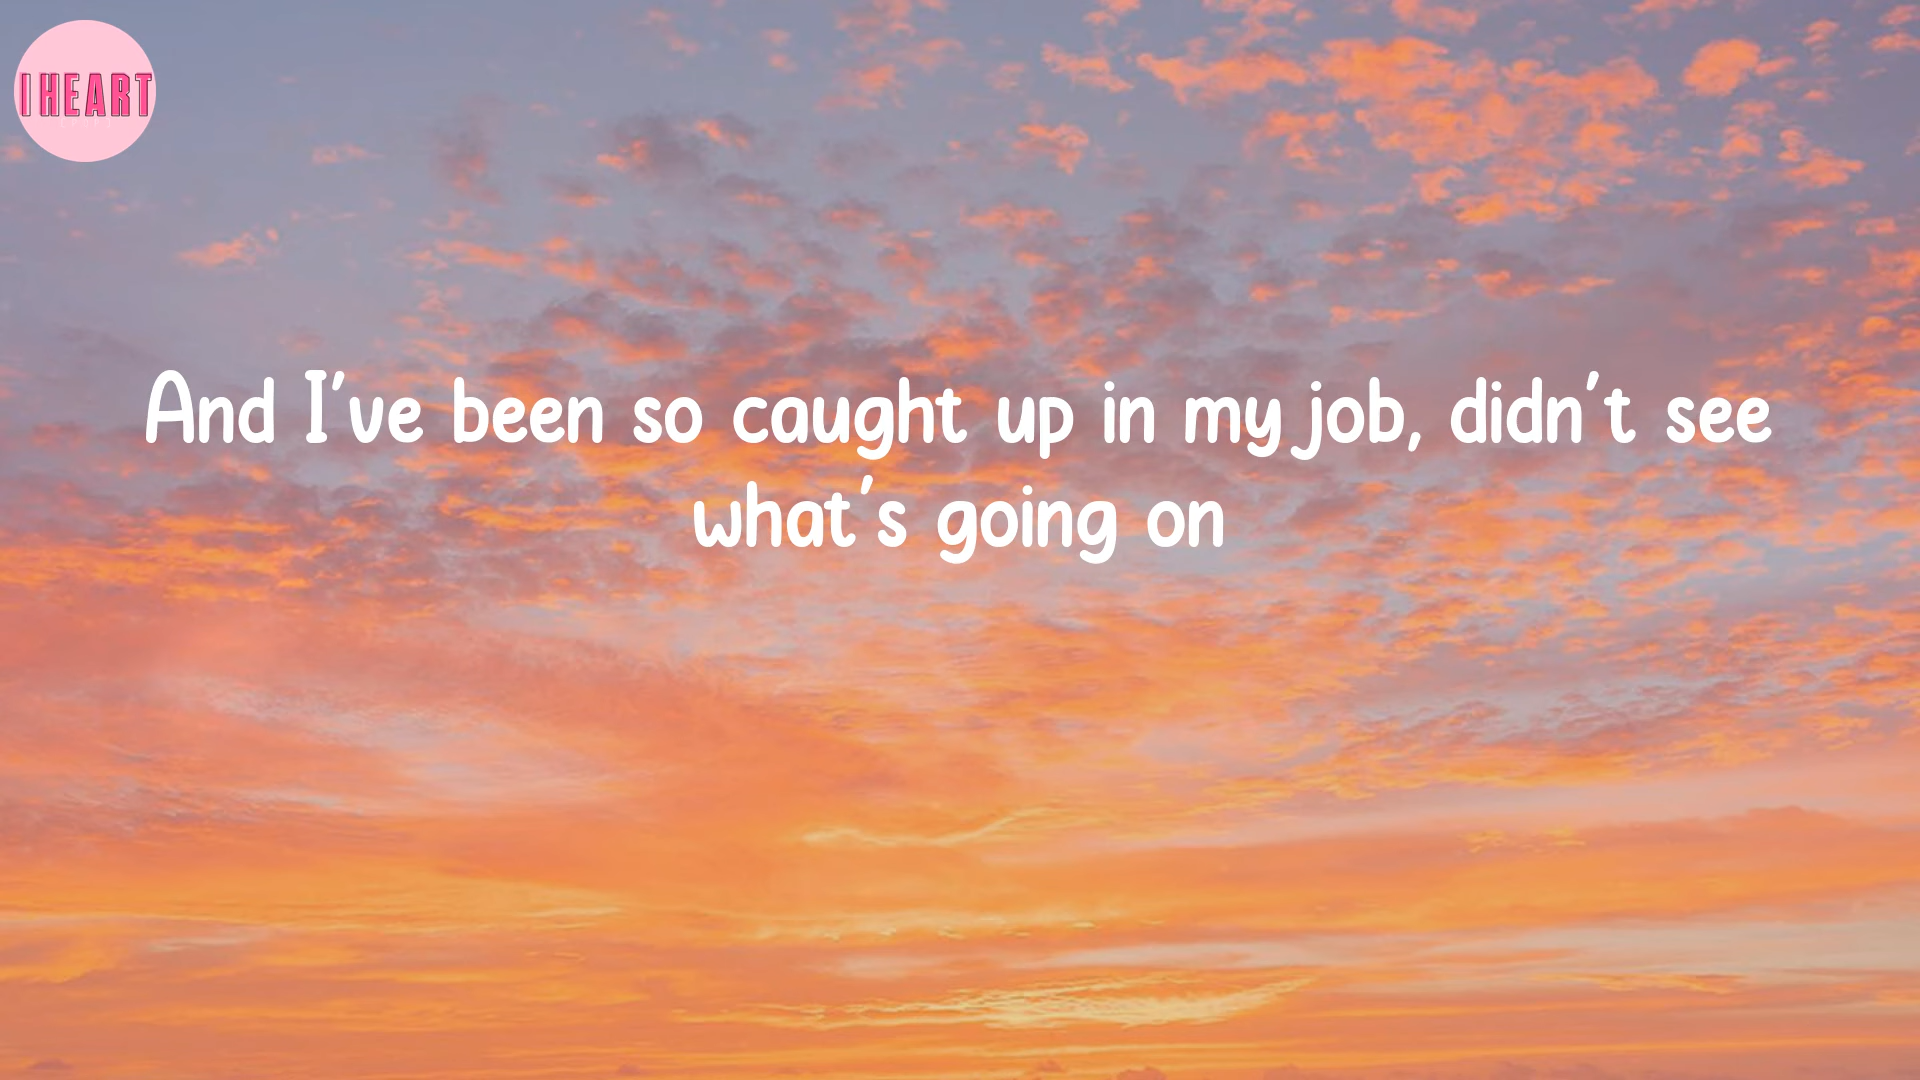 I HEART
And I've been so caught up in my job, didn't see
what's going on